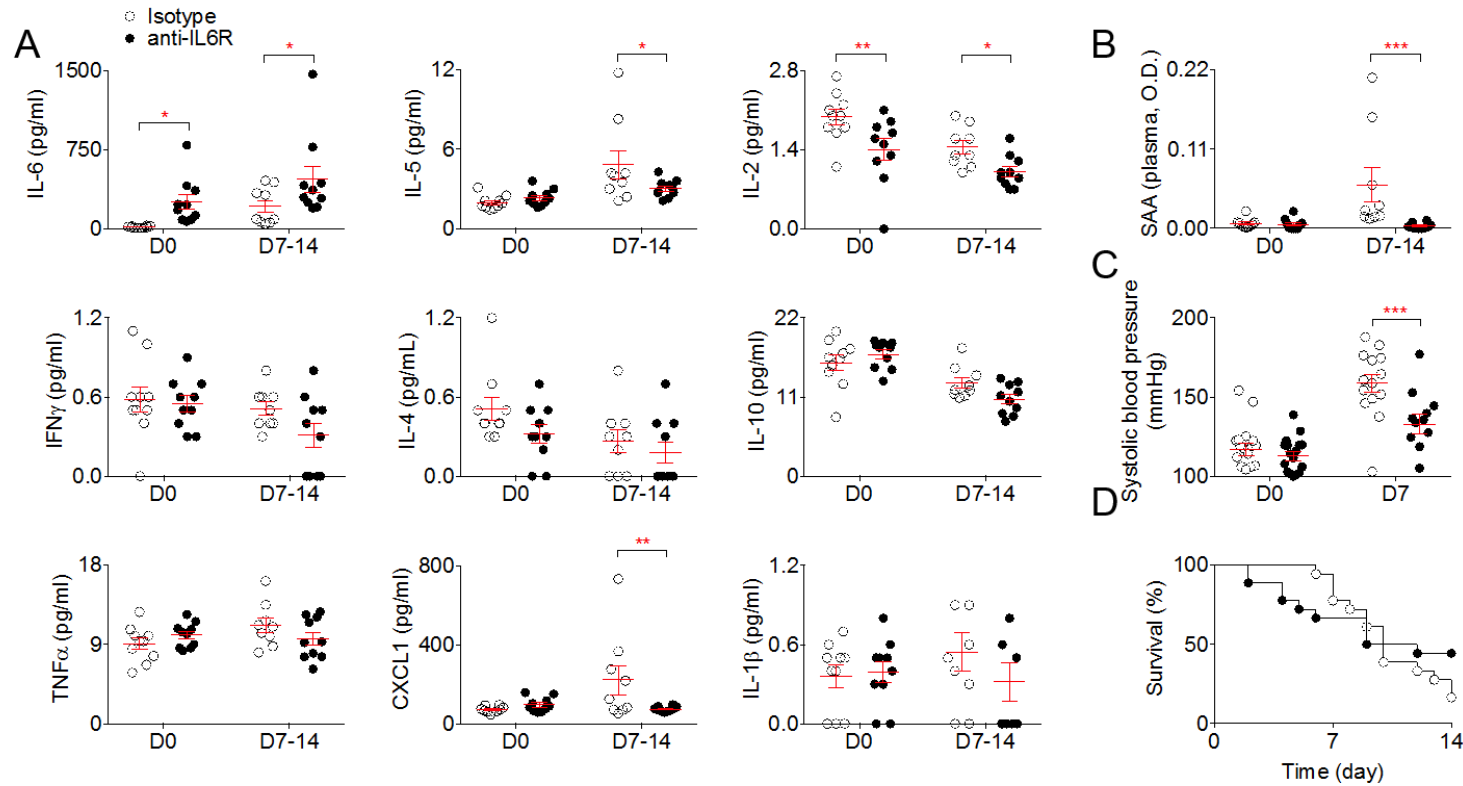 A
Isotype
anti-IL6R
IL-6 (pg/ml)
1500
750
0
*
*
D0
D7-14
IL-5 (pg/ml)
12
6
0
*
D0
D7-14
IL-2 (pg/ml)
2.8
1.4
0.0
**
*
D0
D7-14
B
SAA (plasma, O.D.)
0.22
0.11
0.00
***
D0
D7-14
IFNγ (pg/ml)
1.2
0.6
0.0
D0
D7-14
IL-4 (pg/mL)
1.2
0.6
0.0
D0
D7-14
IL-10 (pg/ml)
22
11
0
D0
D7-14
C
Systolic blood pressure
(mmHg)
200
150
100
***
D0
D7
TNFα (pg/ml)
18
9
0
D0
D7-14
CXCL1 (pg/ml)
800
400
0
**
D0
D7-14
IL-1β (pg/ml)
1.2
0.6
0.0
D0
D7-14
D
Survival (%)
100
50
0
0
7
14
Time (day)